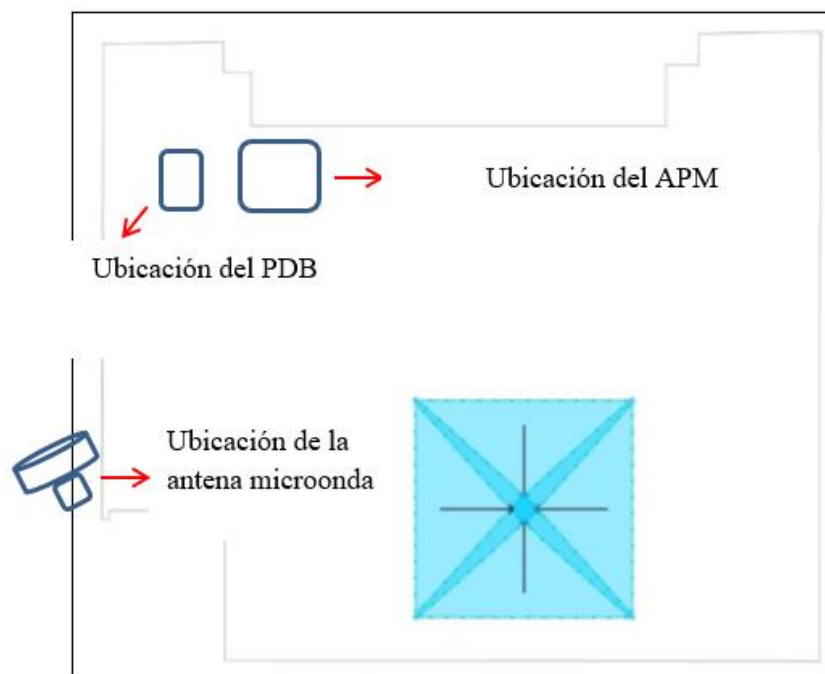 Ubicación del APM
Ubicación del PDB
Ubicación de la
antena microonda